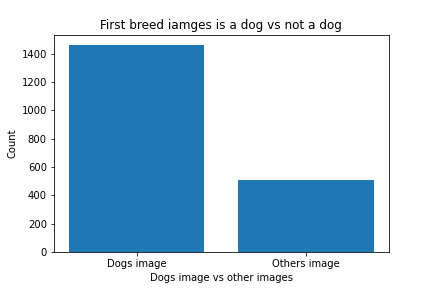 First breed iamges is a dog vs not a dog
1400
1200
1000
800
600
400
200
0
Count
Dogs image Others image
Dogs image vs other images